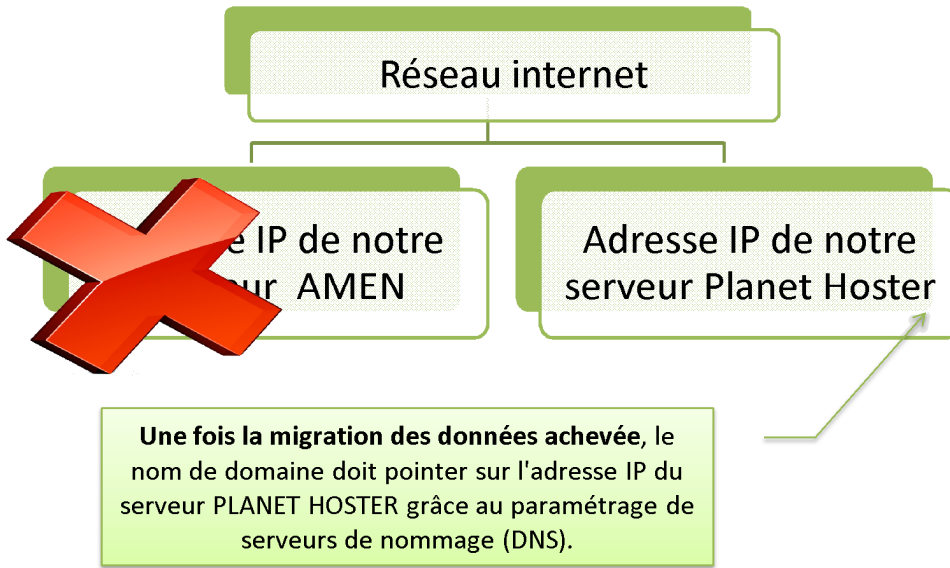 Réseau internet
IP de notre
AMEN
Adresse IP de notre
serveur Planet Hoster
Une fois la migration des données achevée, le
nom de domaine doit pointer sur l'adresse IP du
serveur PLANET HOSTER grâce au paramétrage de
serveurs de nommage (DNS).